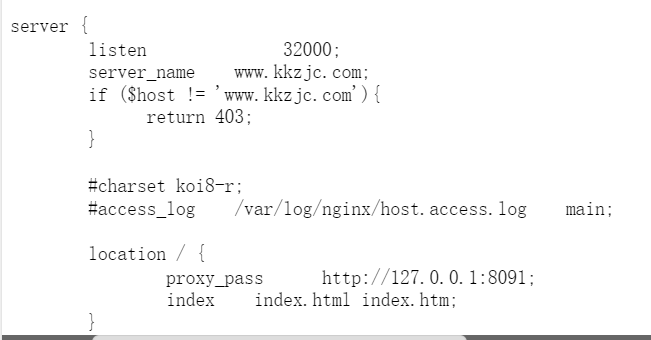 server {
listen 32000;
server_name www.kkzjc.com;
if ($host != 'www.kkzjc.com'){
return 403;
}
#charset koi8-r;
#access_log /var/log/nginx/host.access.log main;
location / {
proxy_pass http://127.0.0.1:8091;
index index.html index.htm;
}